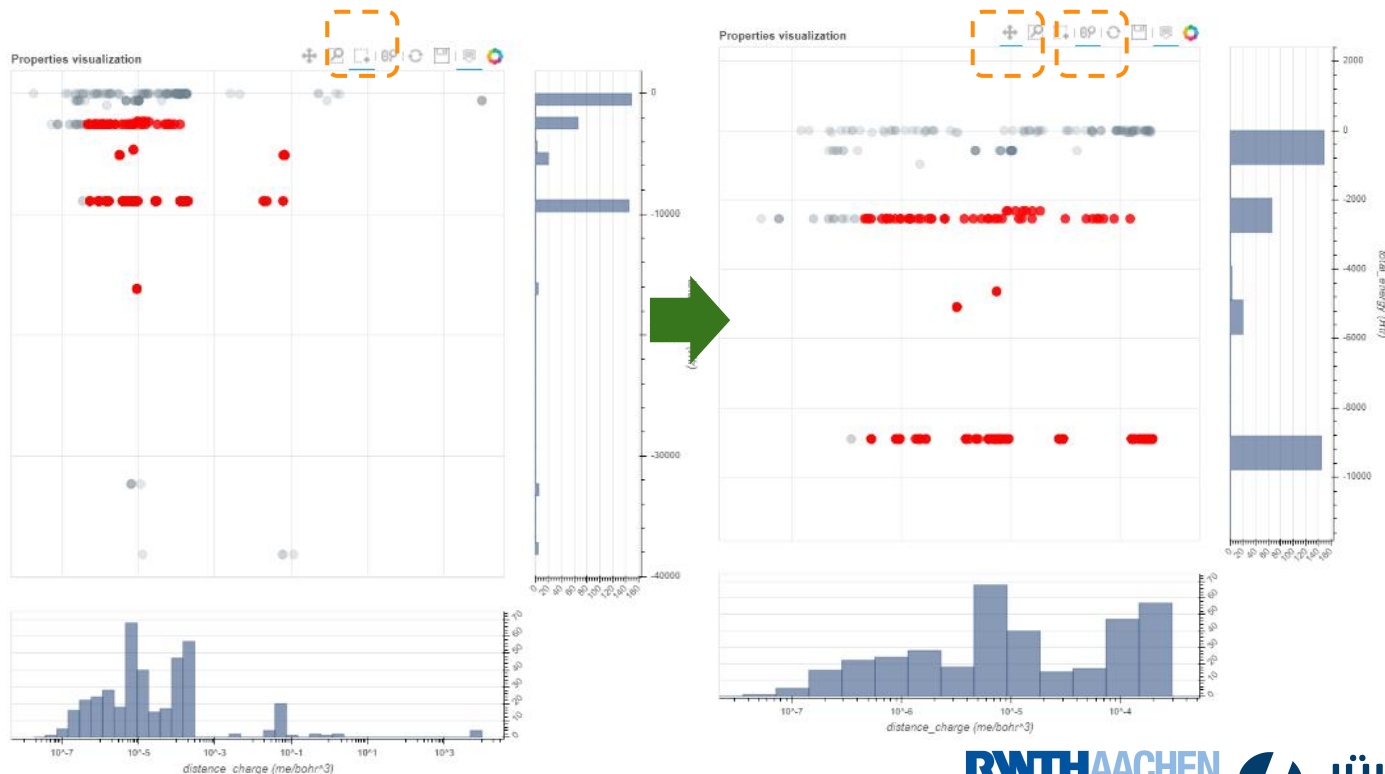 Properties visualization
0
-10000
-30000
-40000
0 20 40 60 80 100 120 140 160
70
60
50
40
30
20
10
0
10^-7 10^-5 10^-3 10^-1 10^1 10^3
distance_charge (me/bohr^3)
Properties visualization
2000
0
-2000
-4000
-6000
-8000
-10000
total_energy (Htr)
0 20 40 60 80 100 120 140 160
70
60
50
40
30
20
10
0
10^-7 10^-6 10^-5 10^-4
distance_charge (me/bohr^3)
RWTHAACHEN